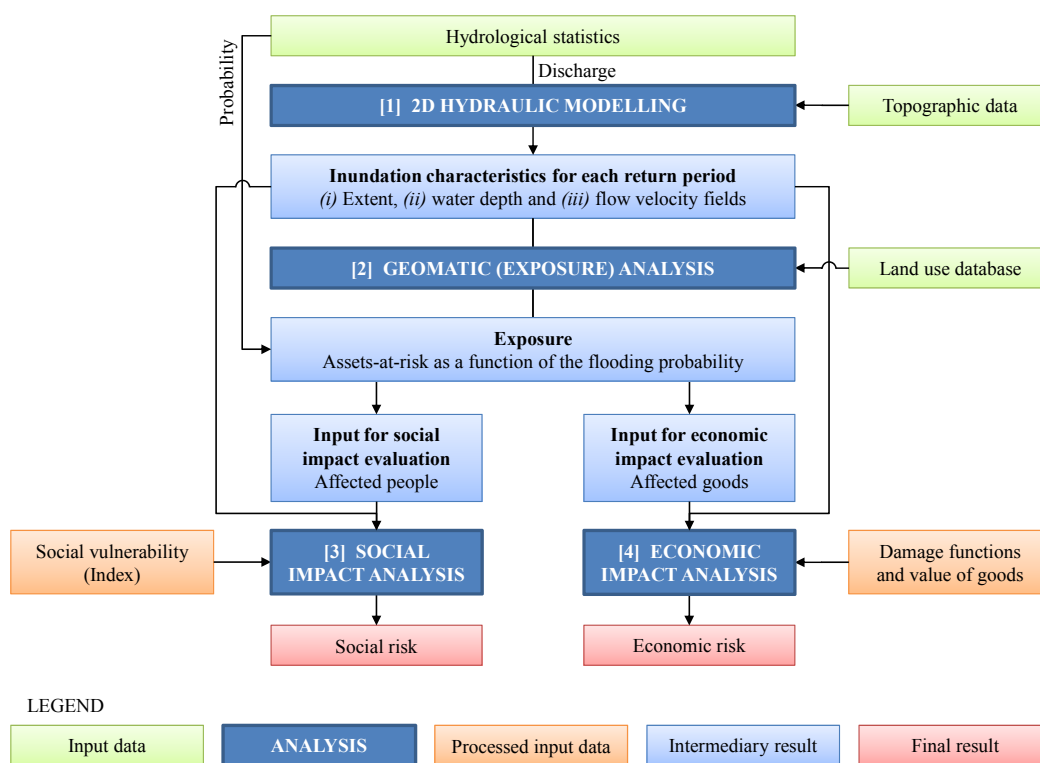 Hydrological statistics
Probability
Discharge
[1] 2D HYDRAULIC MODELLING
Topographic data
Inundation characteristics for each return period
(i) Extent, (ii) water depth and (iii) flow velocity fields
[2] GEOMATIC (EXPOSURE) ANALYSIS
Land use database
Exposure
Assets-at-risk as a function of the flooding probability
Input for social
impact evaluation
Affected people
Input for economic
impact evaluation
Affected goods
Social vulnerability
(Index)
[3] SOCIAL
IMPACT ANALYSIS
[4] ECONOMIC
IMPACT ANALYSIS
Damage functions
and value of goods
Social risk
Economic risk
LEGEND
Input data
ANALYSIS
Processed input data
Intermediary result
Final result